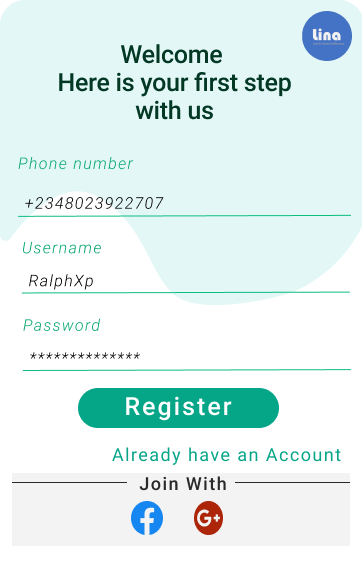 Lina
Welcome
Here is your first step
with us
Phone number
+2348023922707
Username
RalphXp
Password
**************
Register
Already have an Account
Join With
G+